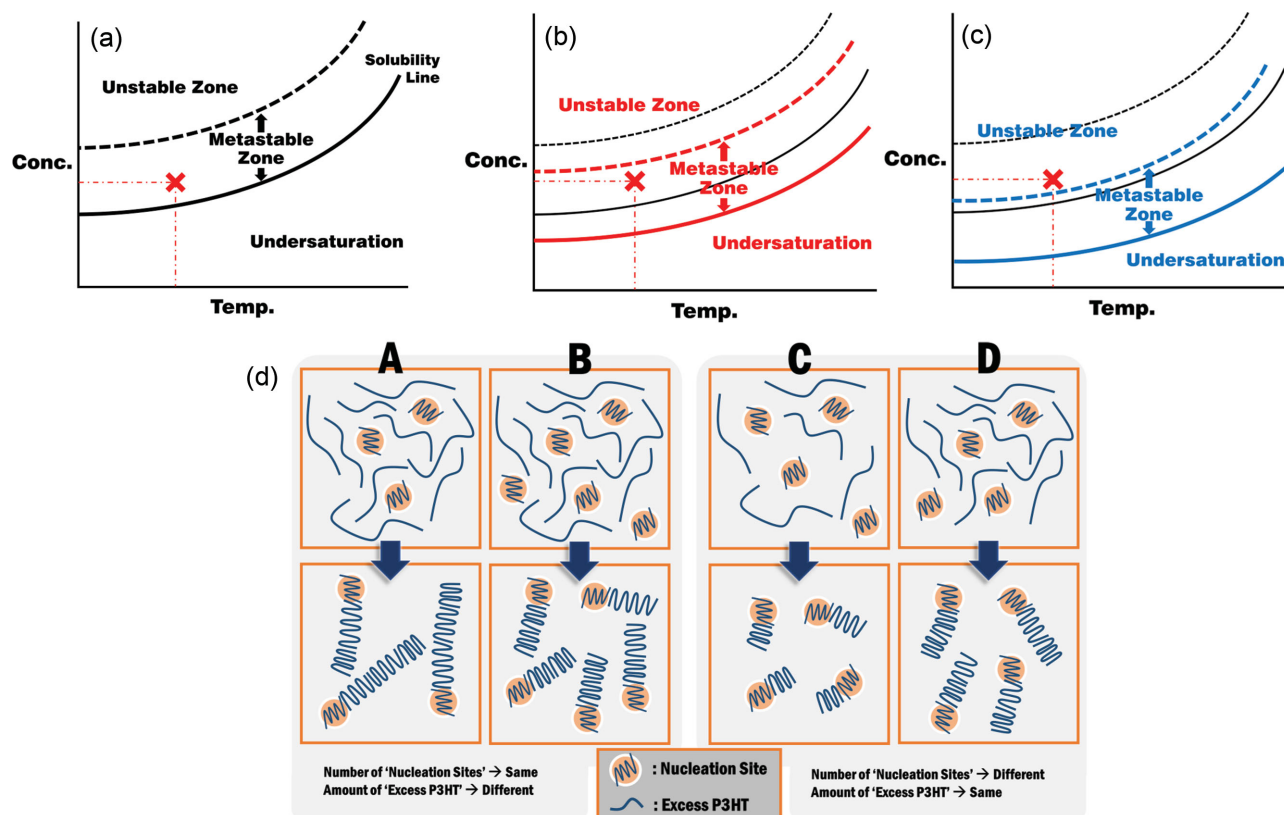 (a)
Unstable Zone
Solubility
Line
Metastable
Zone
Conc.
Undersaturation
Temp.
(b)
Unstable Zone
Metastable
Zone
Conc.
Undersaturation
Temp.
(c)
Unstable Zone
Metastable
Zone
Conc.
Undersaturation
Temp.
(d)
A
B
C
D
Number of 'Nucleation Sites' → Same
Amount of 'Excess P3HT' → Different
: Nucleation Site
: Excess P3HT
Number of 'Nucleation Sites' → Different
Amount of 'Excess P3HT' → Same